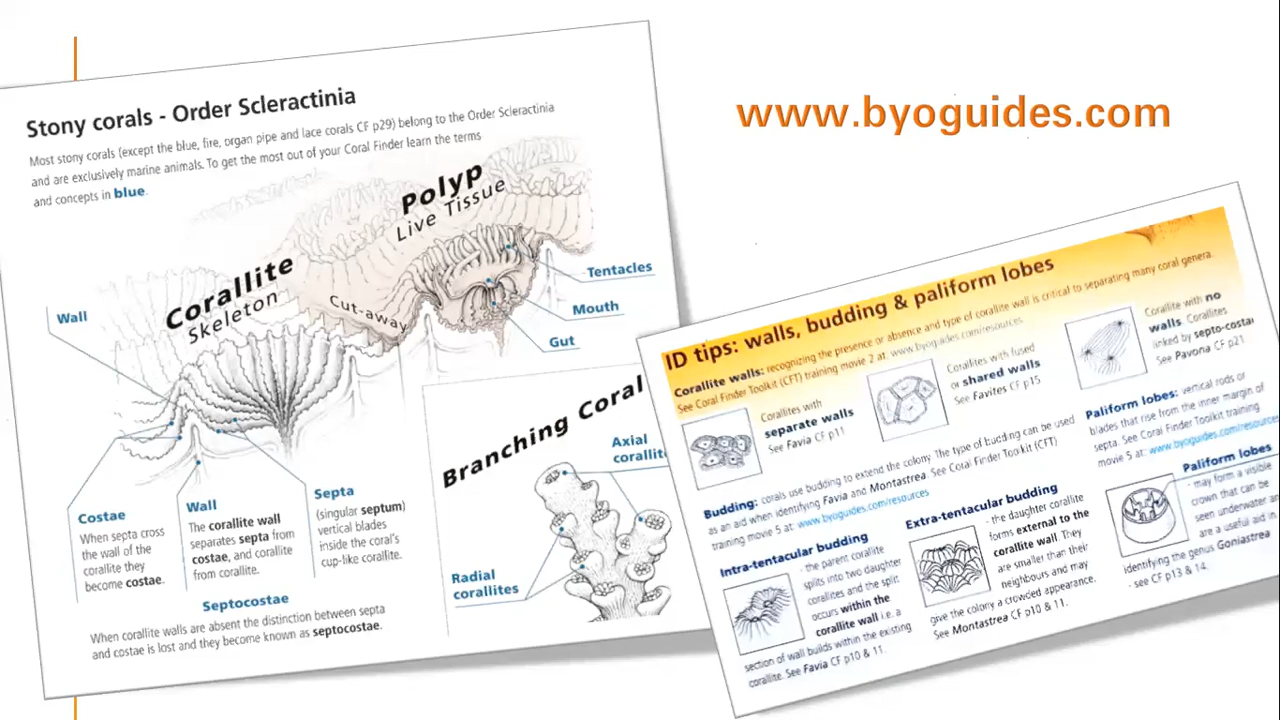 www.byoguides.com
Stony corals - Order Scleractinia
Most stony corals (except the blue, fire, organ pipe and lace corals CF p29) belong to the Order Scleractinia
and are exclusively marine animals. To get the most out of your Coral Finder learn the terms
and concepts in blue.
Polyp
Live Tissue
Corallite
Skeleton
Cut-away
Wall
Tentacles
Mouth
Gut
Costae
When septa cross
the wall of the
corallite they
become costae.
Wall
The corallite wall
separates septa from
costae, and corallite
from corallite.
Septa
(singular septum)
vertical blades
inside the coral's
cup-like corallite.
Septocostae
When corallite walls are absent the distinction between septa
and costae is lost and they become known as septocostae.
Branching Coral
Axial
Radial
corallites
ID tips: walls, budding & paliform lobes
Corallite walls: recognizing the presence or absence and type of corallite wall is critical to separating many coral genera.
See Coral Finder Toolkit (CFT) training movie 2 at: www.byoguides.com/resources
Corallites with
separate walls
See Favia CF p11
Corallites with fused
or shared walls
See Favites CF p15
Corallite with no
walls. Corallites
linked by septo-costae
See Pavona CF p21
Budding: corals use budding to extend the colony. The type of budding can be used
as an aid when identifying Favia and Montastrea. See Coral Finder Toolkit (CFT)
training movie 5 at: www.byoguides.com/resources
Intra-tentacular budding
- the parent corallite
splits into two daughter
corallites and the split
occurs within the
corallite wall i.e. a
section of wall builds within the existing
corallite. See Favia CF p10 & 11.
Extra-tentacular budding
- the daughter corallite
forms external to the
corallite wall. They
are smaller than their
neighbours and may
give the colony a crowded appearance.
See Montastrea CF p10 & 11.
Paliform lobes: vertical rods or
blades that rise from the inner margin of
septa. See Coral Finder Toolkit training
movie 5 at: www.byoguides.com/resources
Paliform lobes
- may form a visible
crown that can be
seen underwater
are a useful aid in
identifying the genus Goniastrea
- see CF p13 & 14.